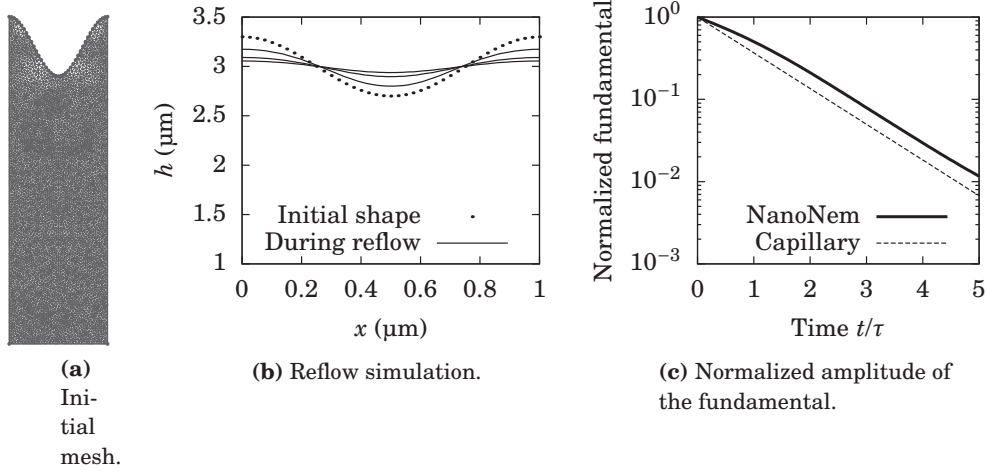 3.5
3
2.5
2
1.5
1
h (µm)
Initial shape
During reflow
0 0.2 0.4 0.6 0.8 1
x (µm)
10^0
10^-1
10^-2
10^-3
Normalized fundamental
NanoNem
Capillary
0 1 2 3 4 5
Time t/τ
(a)
Ini-
tial
mesh.
(b) Reflow simulation.
(c) Normalized amplitude of
the fundamental.